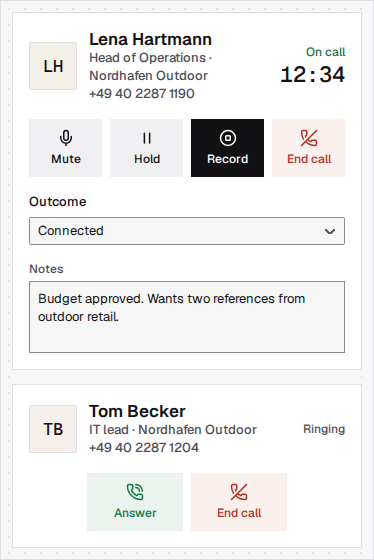 LH
Lena Hartmann
Head of Operations ·
Nordhafen Outdoor
+49 40 2287 1190
On call
12:34
Mute
Hold
Record
End call
Outcome
Connected
Notes
Budget approved. Wants two references from
outdoor retail.
TB
Tom Becker
IT lead · Nordhafen Outdoor
+49 40 2287 1204
Ringing
Answer
End call